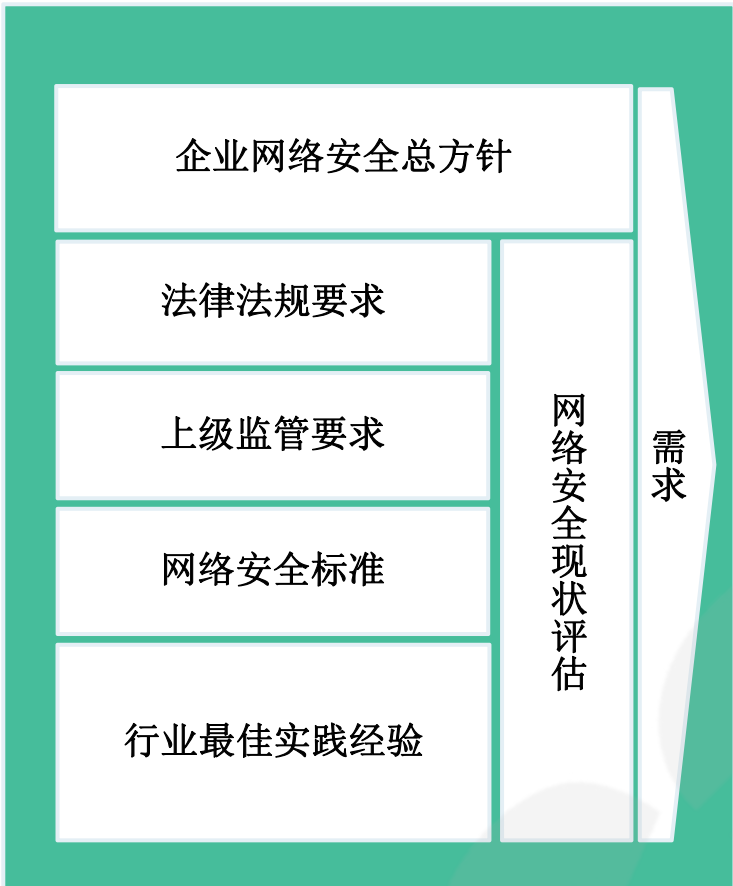 企业网络安全总方针
法律法规要求
上级监管要求
网络安全标准
行业最佳实践经验
网络安全现状评估
需求